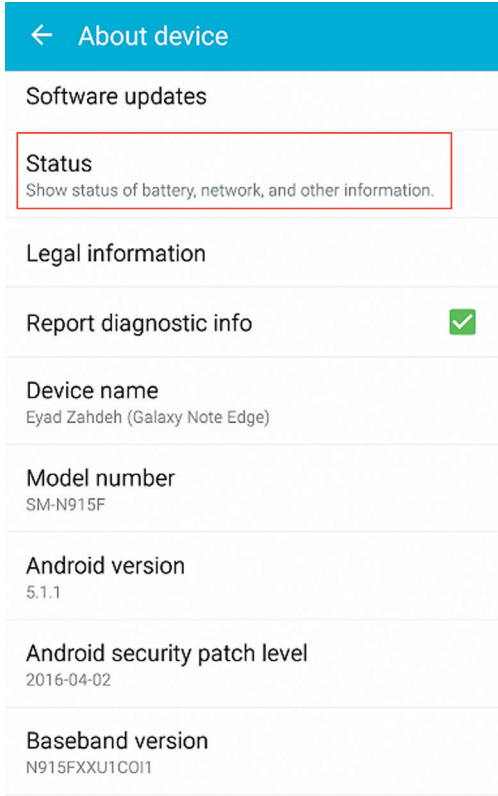 About device
Software updates
Status
Show status of battery, network, and other information.
Legal information
Report diagnostic info
Device name
Eyad Zahdeh (Galaxy Note Edge)
Model number
SM-N915F
Android version
5.1.1
Android security patch level
2016-04-02
Baseband version
N915FXXU1COI1